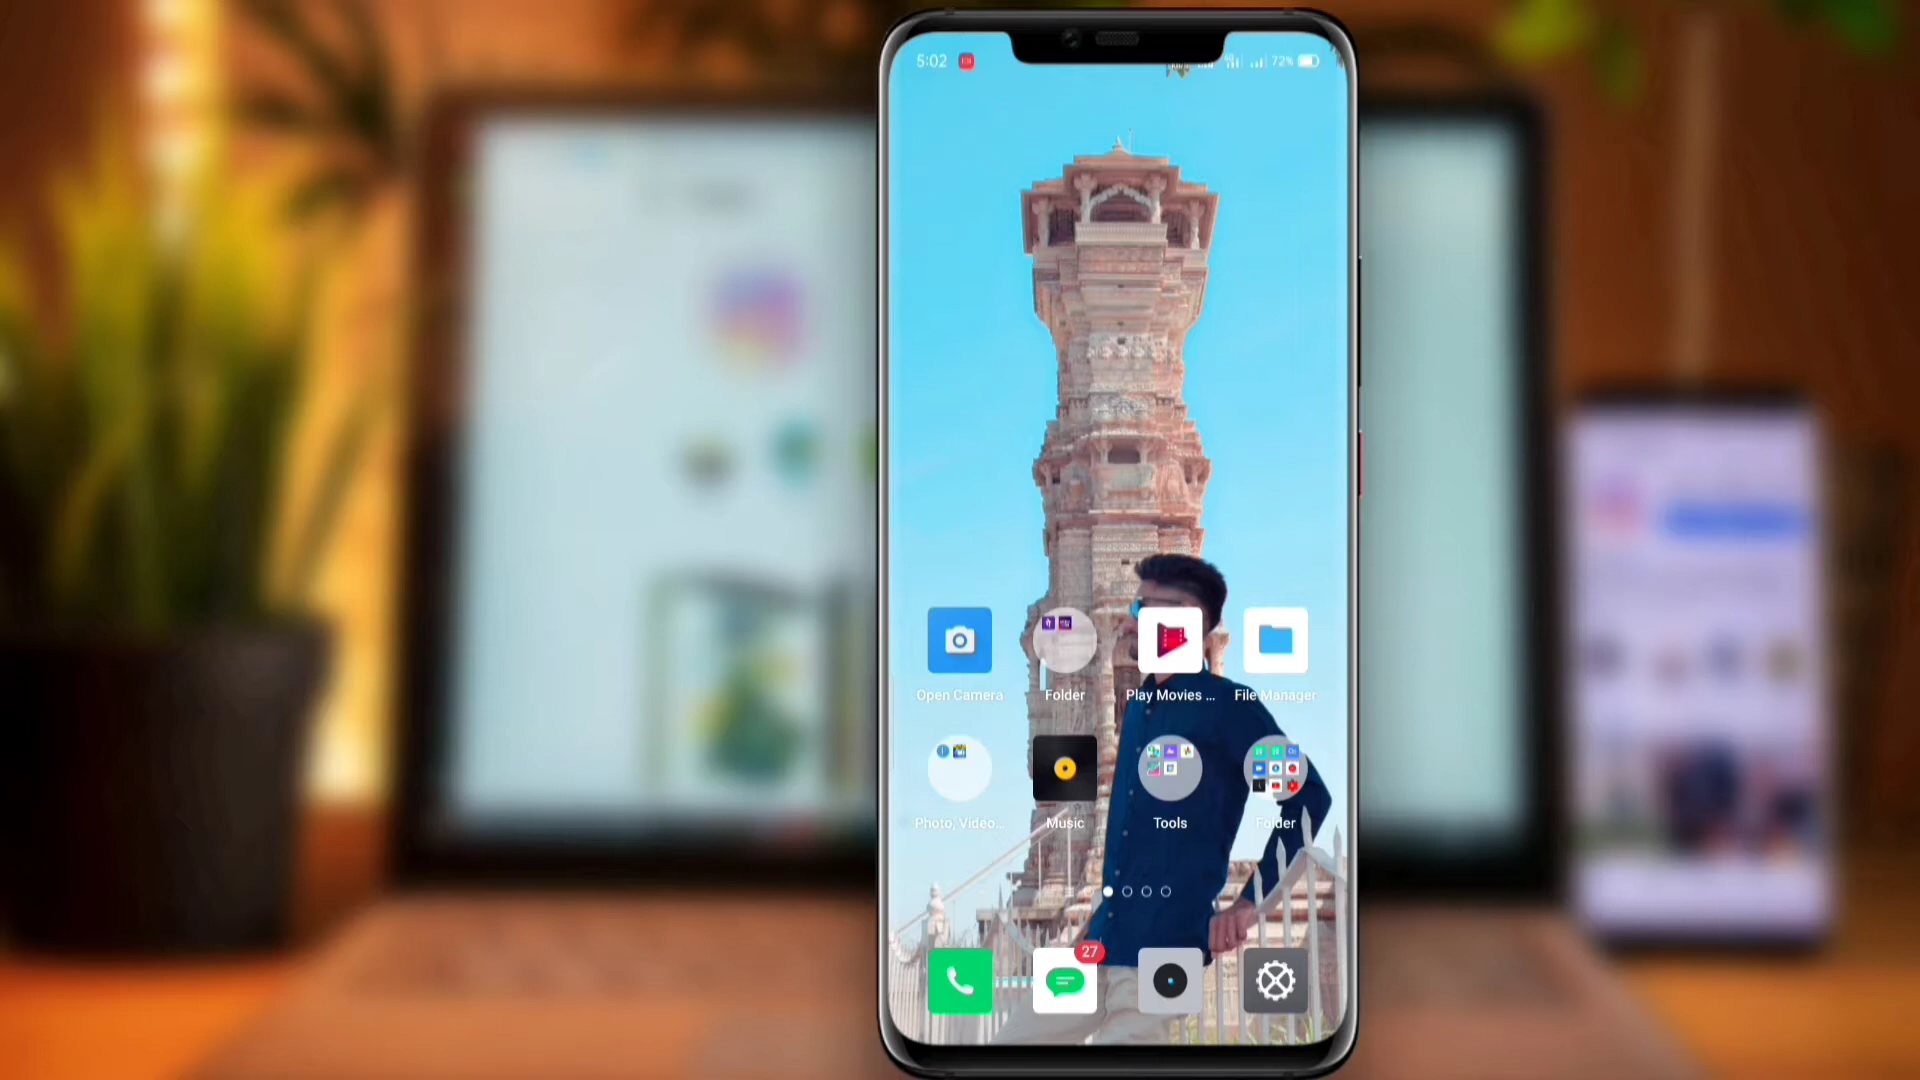 5:02
72%
Open Camera
Folder
Play Movies ...
File Manager
Photo, Video...
Music
Tools
Folder
27